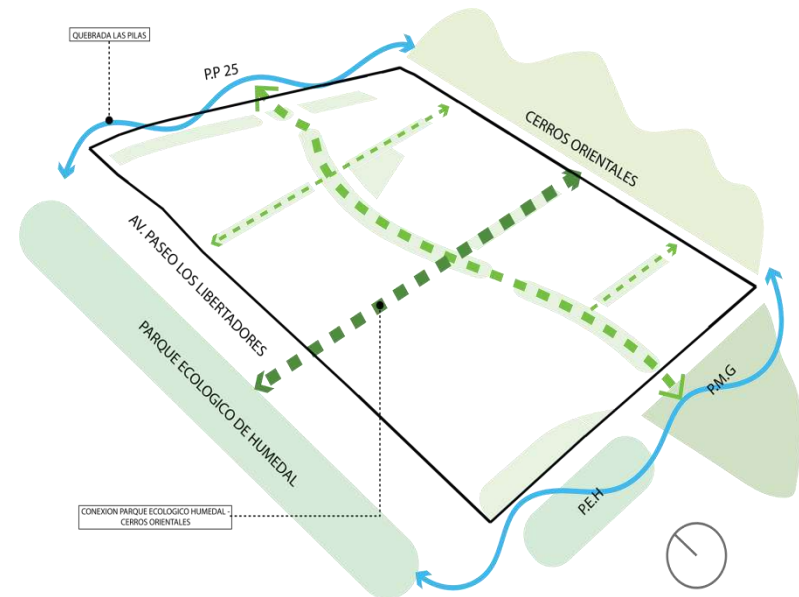 QUEBRADA LAS PILAS
P.P 25
CERROS ORIENTALES
AV. PASEO LOS LIBERTADORES
PARQUE ECOLOGICO DE HUMEDAL
P.M.G
P.E.H
CONEXION PARQUE ECOLOGICO HUMEDAL -
CERROS ORIENTALES